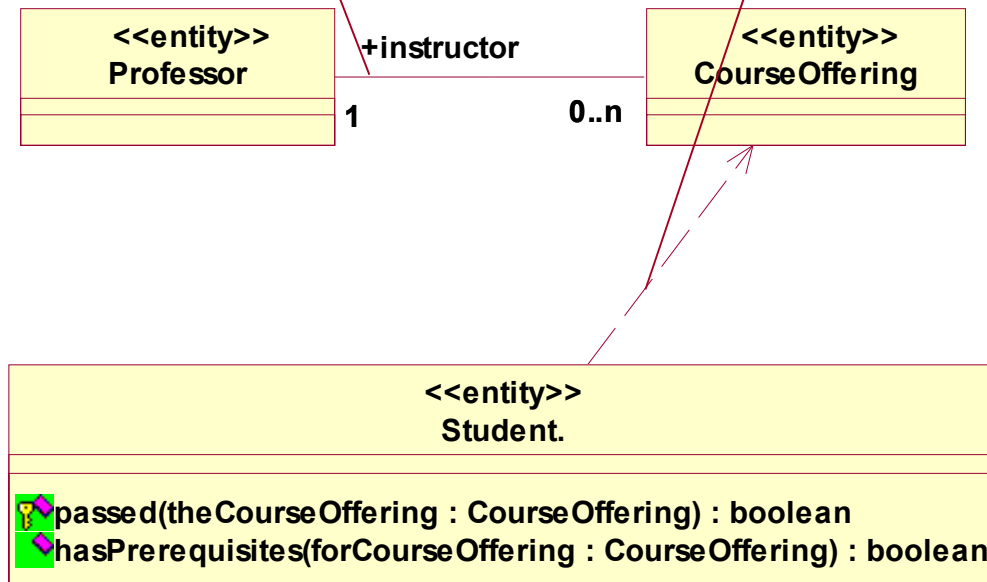 <<entity>>
Professor
+instructor
1
0..n
<<entity>>
CourseOffering
<<entity>>
Student.
passed(theCourseOffering : CourseOffering) : boolean
hasPrerequisites(forCourseOffering : CourseOffering) : boolean